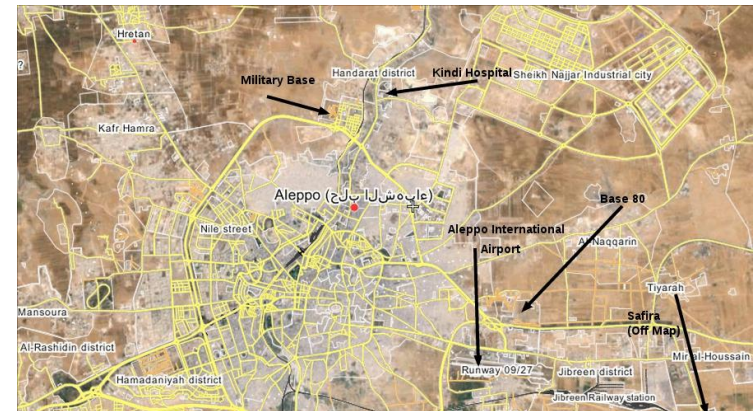 Hretan
?
Military Base
Handarat district
Kindi Hospital
Sheikh Najjar Industrial city
Kafr Hamra
Aleppo (حلب الشهباء)
Base 80
Nile street
Aleppo International
Airport
Al-Naqqarin
Tiyarah
Mansoura
Safira
(Off Map)
Al-Rashidin district
Mirjal-Houssain
Hamadaniyah district
Runway 09/27
Jibreen district
Jibreen Railway station